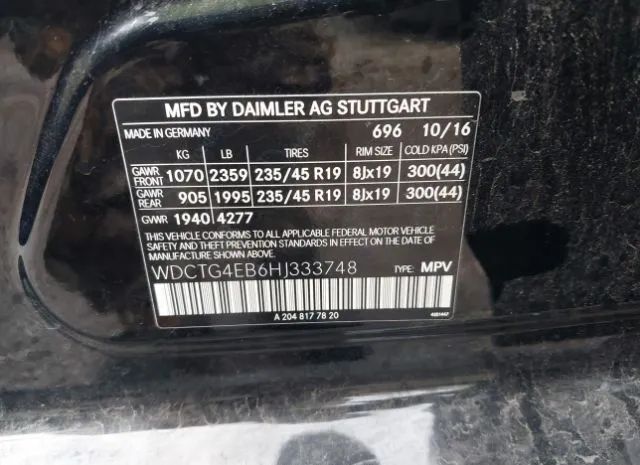 MFD BY DAIMLER AG STUTTGART
MADE IN GERMANY 696 10/16
KG LB TIRES RIM SIZE COLD KPA (PSI)
GAWR FRONT 1070 2359 235/45 R19 8Jx19 300(44)
GAWR REAR 905 1995 235/45 R19 8Jx19 300(44)
GVWR 1940 4277
THIS VEHICLE CONFORMS TO ALL APPLICABLE FEDERAL MOTOR VEHICLE
SAFETY AND THEFT PREVENTION STANDARDS IN EFFECT ON THE DATE
OF MANUFACTURE SHOWN ABOVE.
WDCTG4EB6HJ333748 TYPE: MPV
A 204 817 78 20